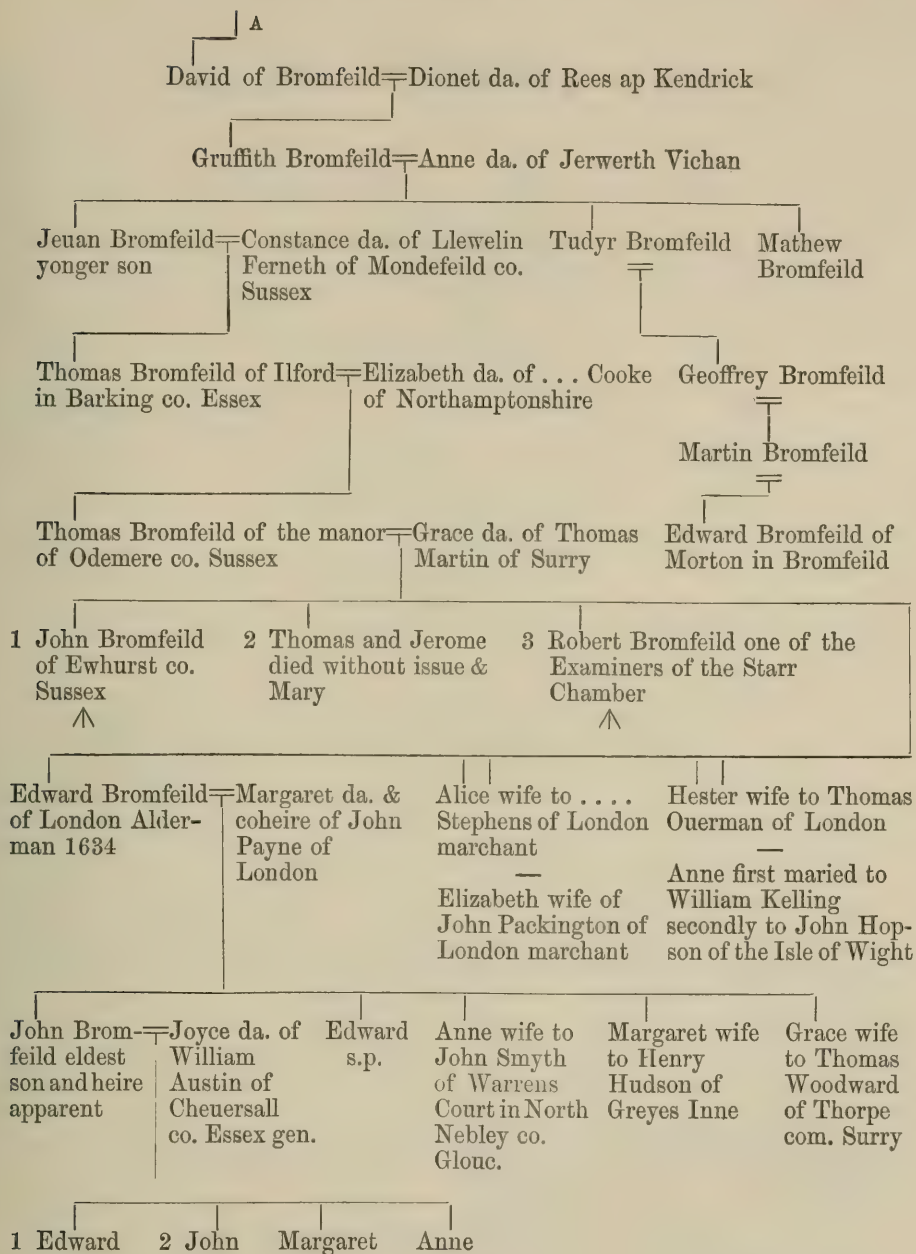 A
David of Bromfeild=Dionet da. of Rees ap Kendrick
Gruffith Bromfeild=Anne da. of Jerwerth Vichan
Jeuan Bromfeild=Constance da. of Llewelin
yonger son
Ferneth of Mondefeild co.
Sussex
Tudyr Bromfeild
Mathew
Bromfeild
Thomas Bromfeild of Ilford=Elizabeth da. of . . . Cooke
in Barking co. Essex
of Northamptonshire
Geoffrey Bromfeild
Martin Bromfeild
Thomas Bromfeild of the manor=Grace da. of Thomas
of Odemere co. Sussex
Martin of Surry
Edward Bromfeild of
Morton in Bromfeild
1 John Bromfeild
of Ewhurst co.
Sussex
2 Thomas and Jerome
died without issue &
Mary
3 Robert Bromfeild one of the
Examiners of the Starr
Chamber
Edward Bromfeild=Margaret da. &
of London Alder-
man 1634
coheire of John
Payne of
London
Alice wife to . . . .
Stephens of London
marchant
—
Elizabeth wife of
John Packington of
London marchant
Hester wife to Thomas
Ouerman of London
—
Anne first maried to
William Kelling
secondly to John Hop-
son of the Isle of Wight
John Brom-=Joyce da. of
feild eldest
son and heire
apparent
William
Austin of
Cheuersall
co. Essex gen.
Edward
s.p.
Anne wife to
John Smyth
of Warrens
Court in North
Nebley co.
Glouc.
Margaret wife
to Henry
Hudson of
Greyes Inne
Grace wife
to Thomas
Woodward
of Thorpe
com. Surry
1 Edward
2 John
Margaret
Anne